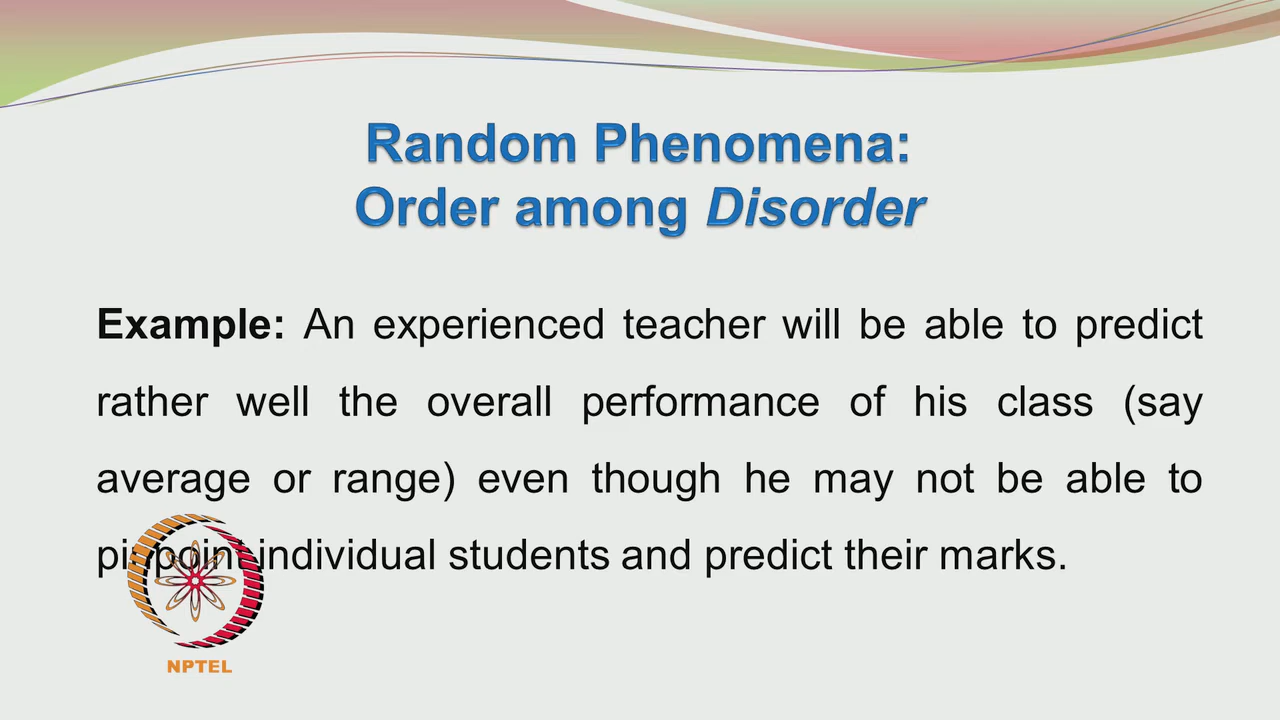 Random Phenomena:
Order among Disorder
Example: An experienced teacher will be able to predict
rather well the overall performance of his class (say
average or range) even though he may not be able to
pinpoint individual students and predict their marks.
NPTEL